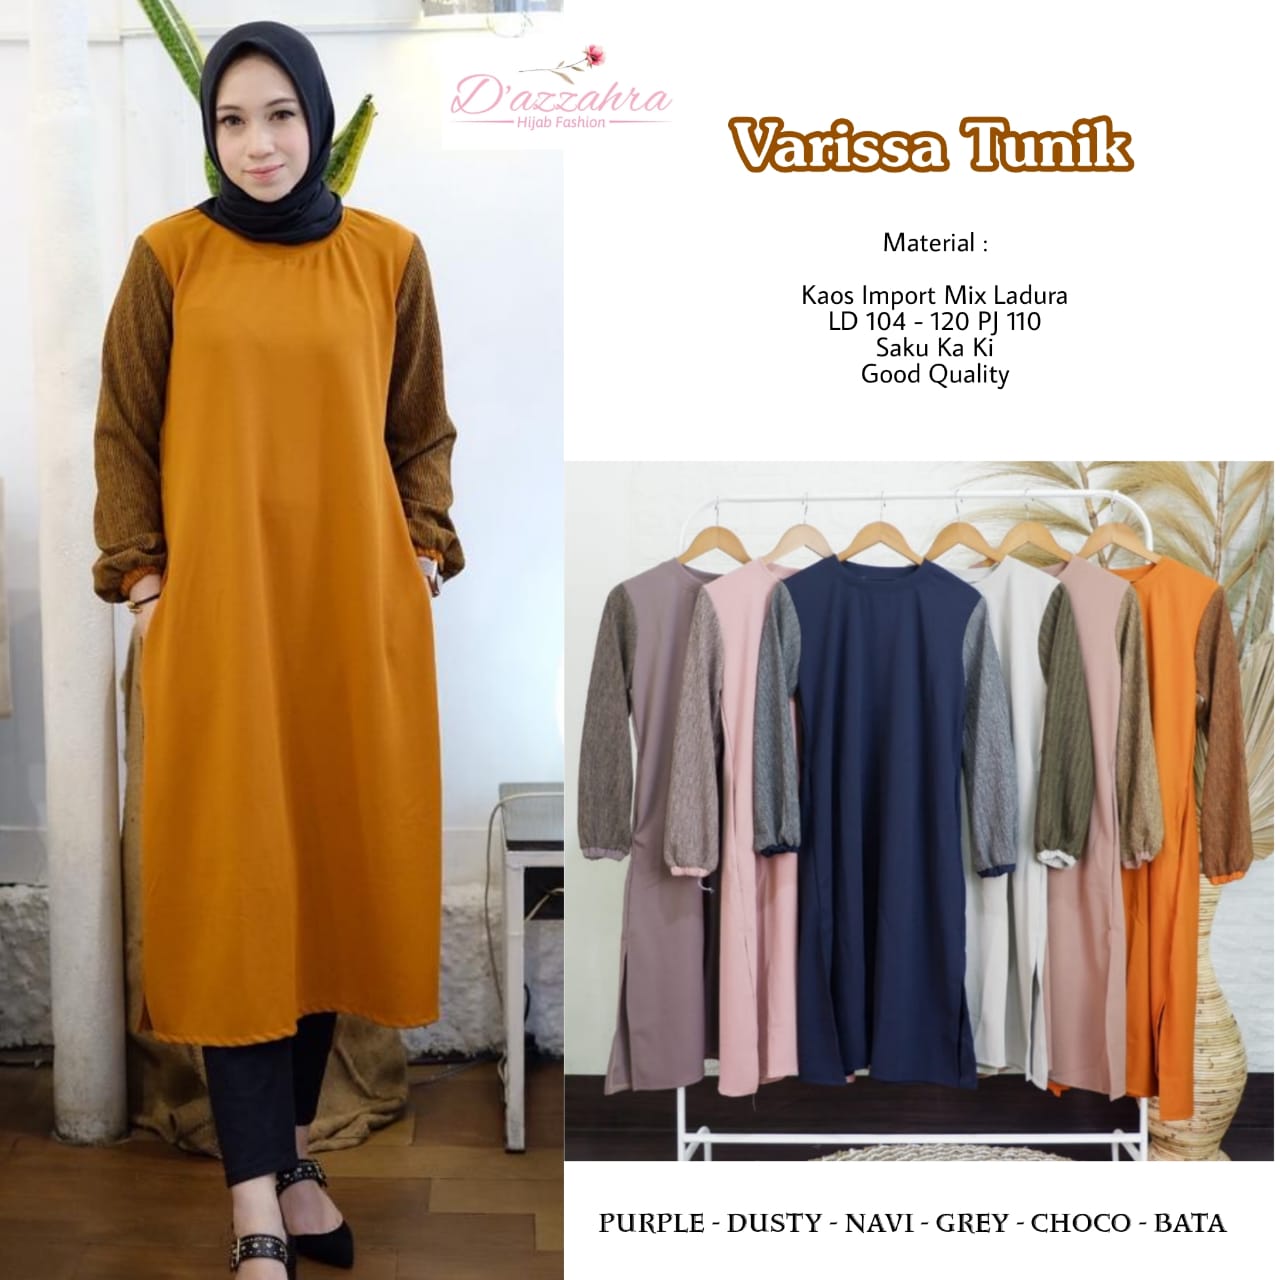 D'azzahra
Hijab Fashion
Varissa Tunik
Material :
Kaos Import Mix Ladura
LD 104 - 120 PJ 110
Saku Ka Ki
Good Quality
PURPLE - DUSTY - NAVI - GREY - CHOCO - BATA